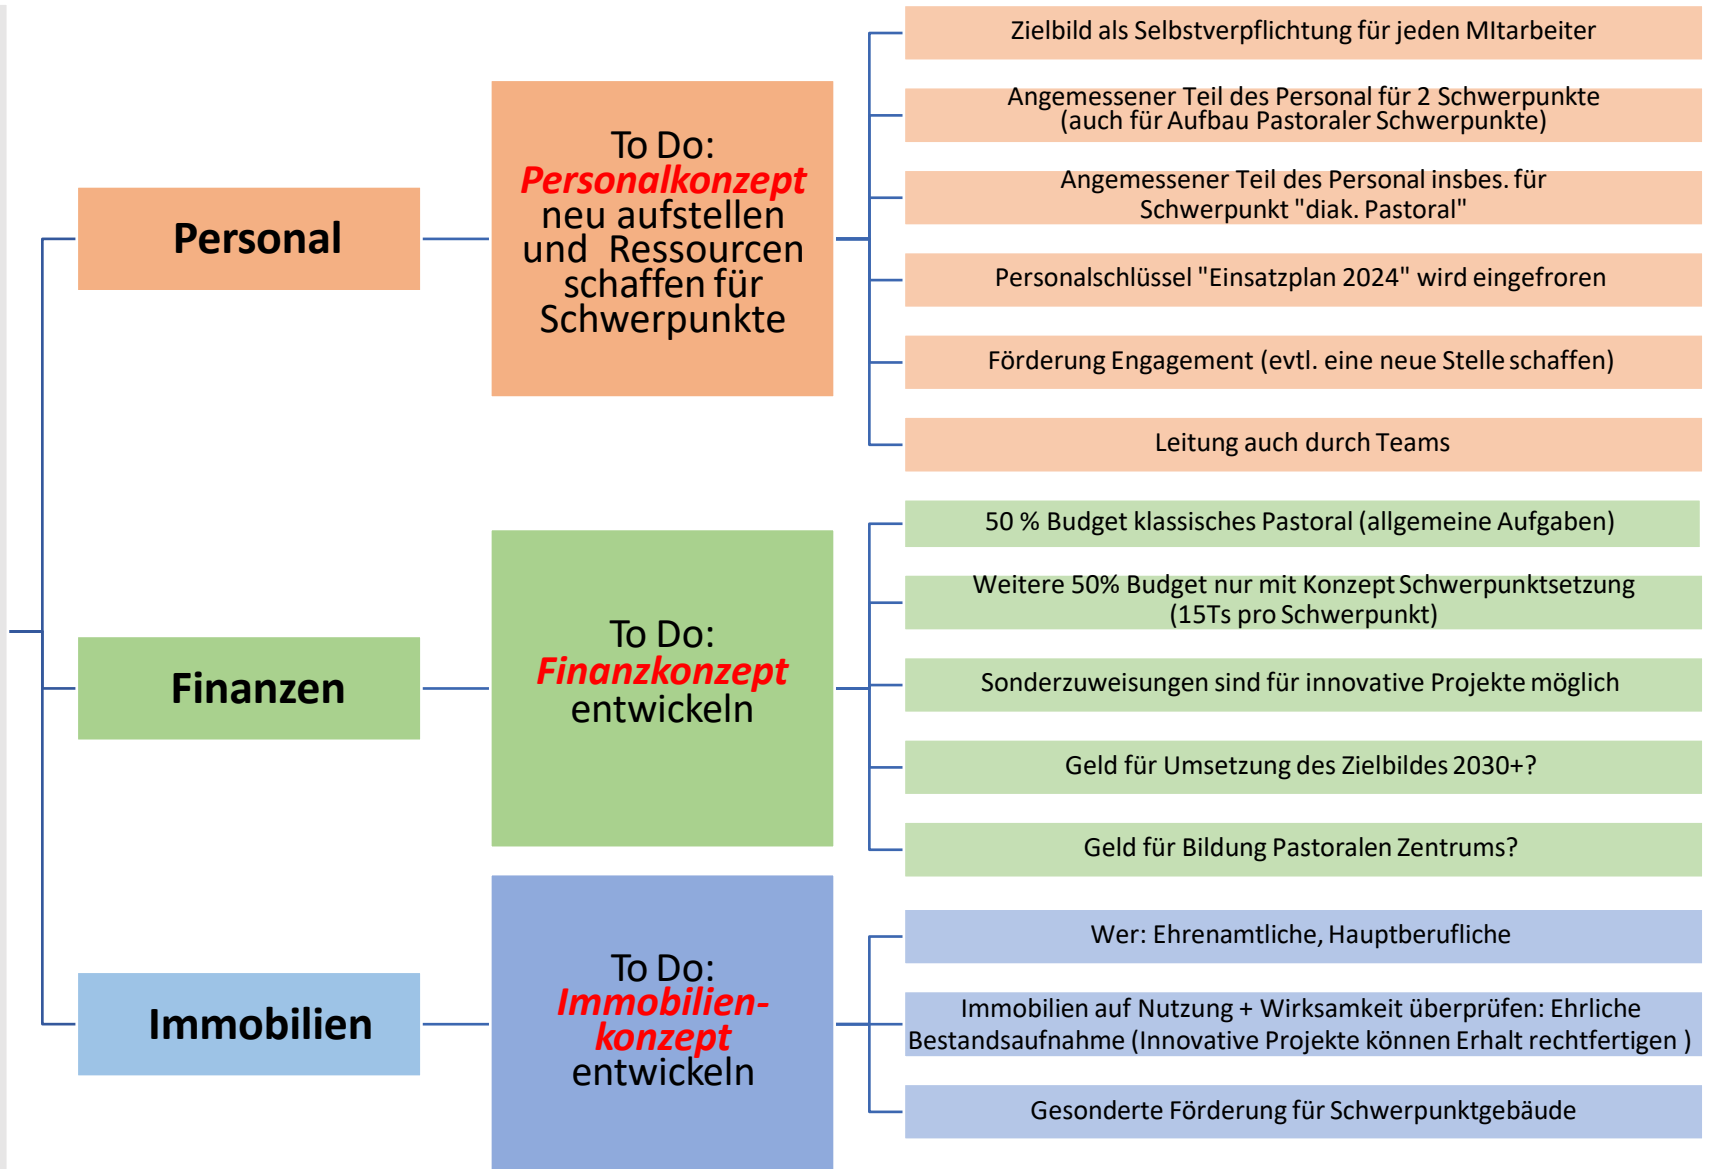 Personal
To Do:
Personalkonzept
neu aufstellen
und Ressourcen
schaffen für
Schwerpunkte
Zielbild als Selbstverpflichtung für jeden MItarbeiter
Angemessener Teil des Personal für 2 Schwerpunkte
(auch für Aufbau Pastoraler Schwerpunkte)
Angemessener Teil des Personal insbes. für
Schwerpunkt "diak. Pastoral"
Personalschlüssel "Einsatzplan 2024" wird eingefroren
Förderung Engagement (evtl. eine neue Stelle schaffen)
Leitung auch durch Teams
Finanzen
To Do:
Finanzkonzept
entwickeln
50 % Budget klassisches Pastoral (allgemeine Aufgaben)
Weitere 50% Budget nur mit Konzept Schwerpunktsetzung
(15Ts pro Schwerpunkt)
Sonderzuweisungen sind für innovative Projekte möglich
Geld für Umsetzung des Zielbildes 2030+?
Geld für Bildung Pastoralen Zentrums?
Immobilien
To Do:
Immobilien-
konzept
entwickeln
Wer: Ehrenamtliche, Hauptberufliche
Immobilien auf Nutzung + Wirksamkeit überprüfen: Ehrliche
Bestandsaufnahme (Innovative Projekte können Erhalt rechtfertigen )
Gesonderte Förderung für Schwerpunktgebäude